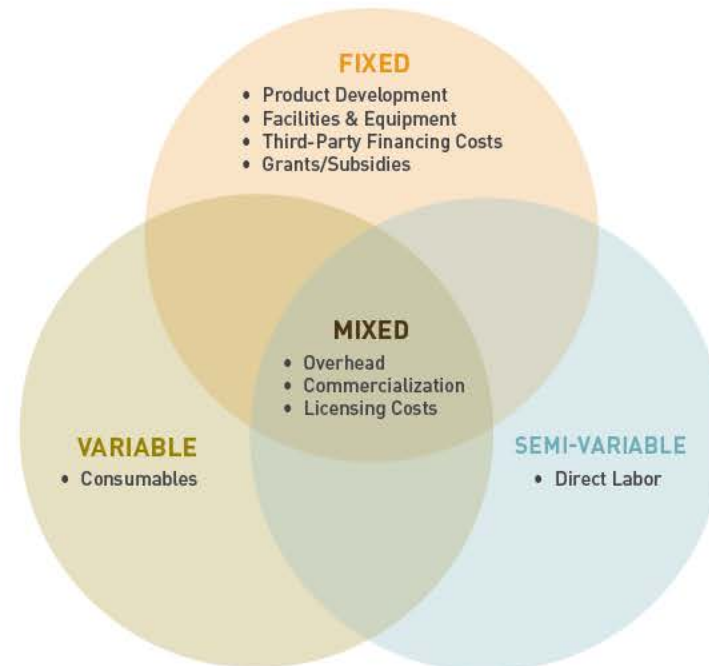 FIXED
• Product Development
• Facilities & Equipment
• Third-Party Financing Costs
• Grants/Subsidies
MIXED
• Overhead
• Commercialization
• Licensing Costs
VARIABLE
• Consumables
SEMI-VARIABLE
• Direct Labor